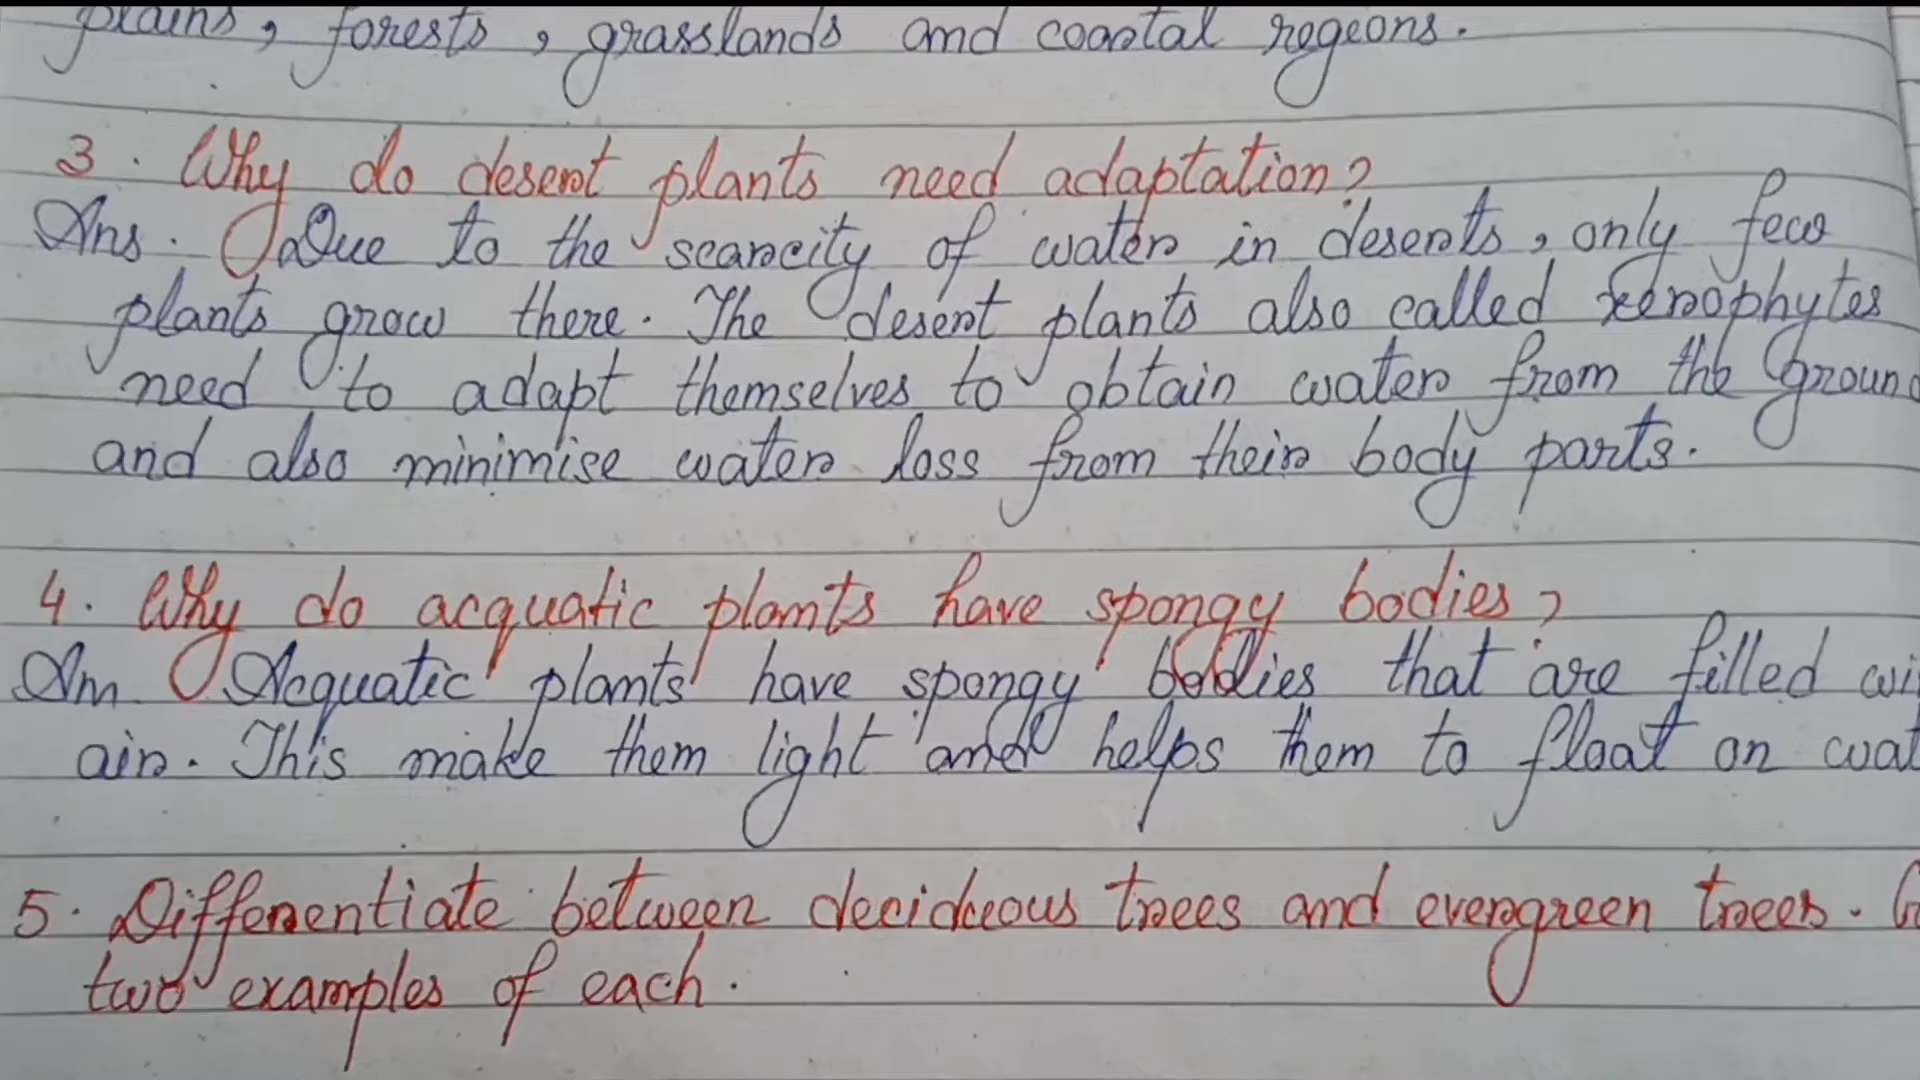 plains, forests, grasslands and coastal regeons.
3. Why do desert plants need adaptation?
Ans. Due to the scarcity of water in deserts, only few
plants grow there. The desert plants also called xerophytes
need to adapt themselves to obtain water from the ground
and also minimise water loss from their body parts.
4. Why do acquatic plants have spongy bodies?
Ans Acquatic plants have spongy bodies that are filled wi
air. This make them light and helps them to float on wat
5. Differentiate between decideous trees and evergreen trees. G
two examples of each.